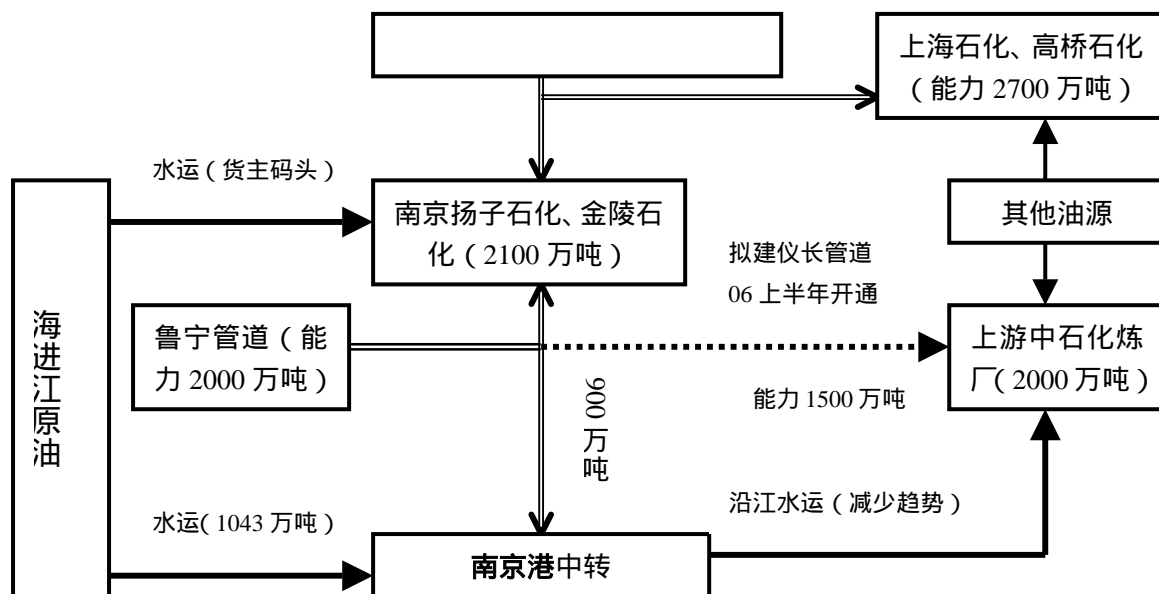 上海石化、高桥石化
（能力 2700 万吨）
水运（货主码头）
南京扬子石化、金陵石
化（2100 万吨）
其他油源
拟建仪长管道
06 上半年开通
海进江原油
鲁宁管道（能
力 2000 万吨）
上游中石化炼
厂（2000 万吨）
能力 1500 万吨
900 万吨
水运（1043 万吨）
沿江水运（减少趋势）
南京港中转